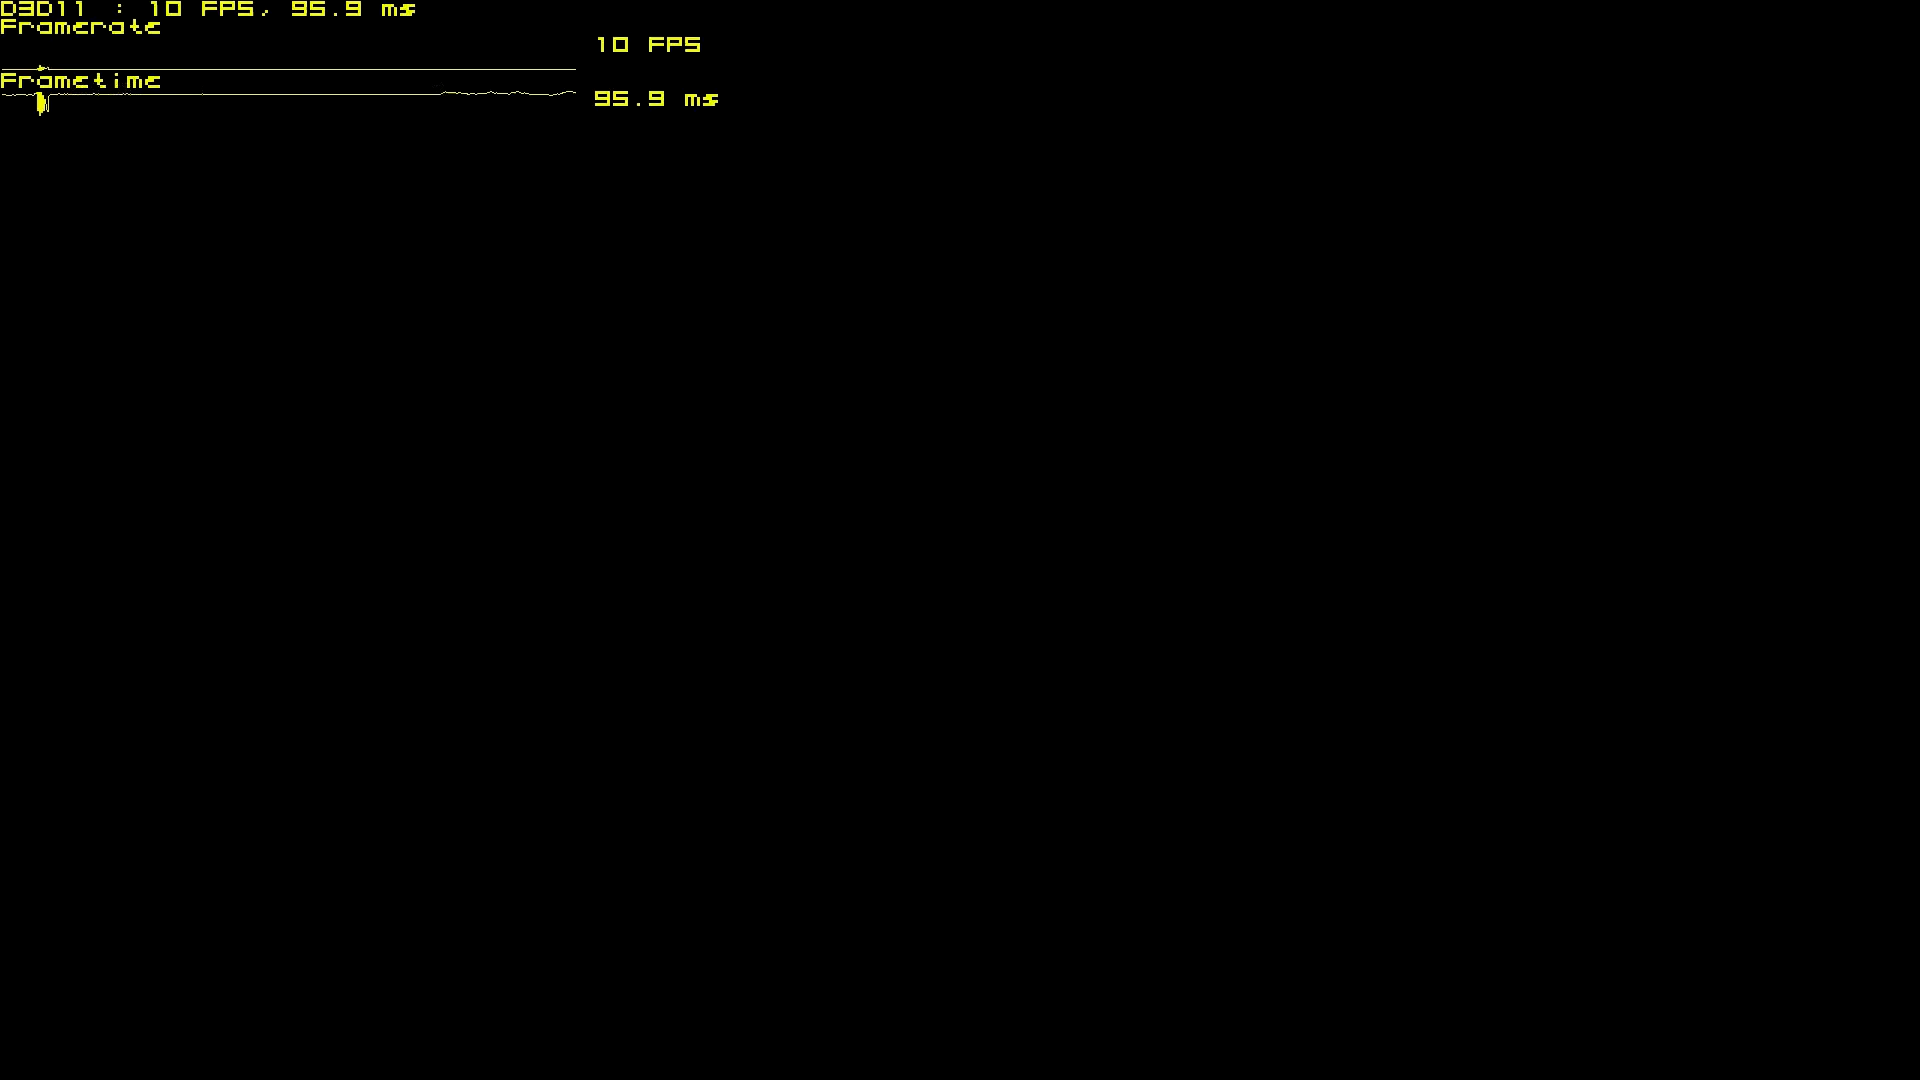 D3D11 : 10 FPS, 95.9 ms
Framerate
10 FPS
Frametime
95.9 ms